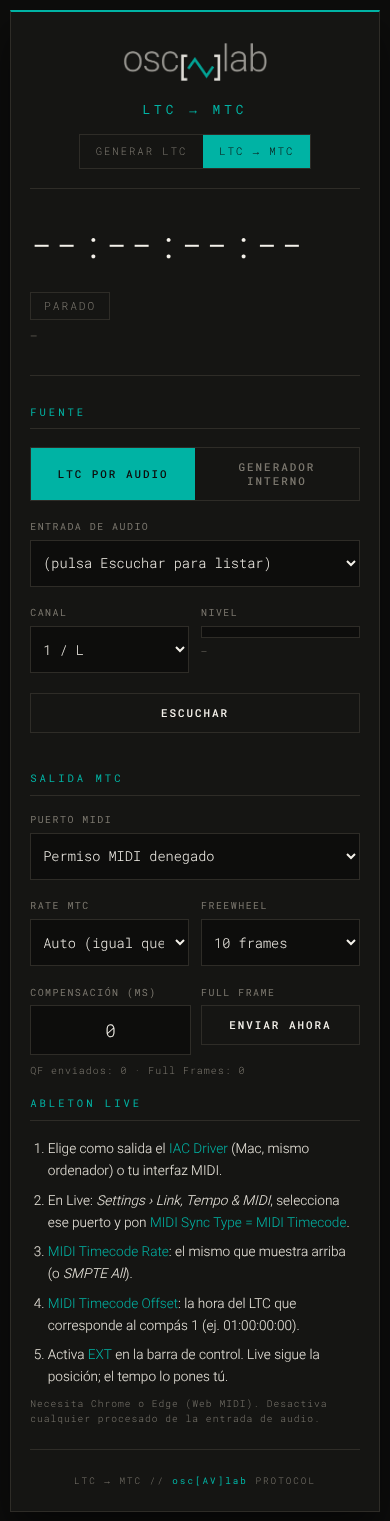 osc[∿]lab
LTC → MTC
GENERAR LTC LTC → MTC
--:--:--:--
PARADO
—
FUENTE
LTC POR AUDIO GENERADOR
INTERNO
ENTRADA DE AUDIO
(pulsa Escuchar para listar)
CANAL NIVEL
1 / L
—
ESCUCHAR
SALIDA MTC
PUERTO MIDI
Permiso MIDI denegado
RATE MTC FREEWHEEL
Auto (igual que 10 frames
COMPENSACIÓN (MS) FULL FRAME
0 ENVIAR AHORA
QF enviados: 0 · Full Frames: 0
ABLETON LIVE
1. Elige como salida el IAC Driver (Mac, mismo
ordenador) o tu interfaz MIDI.
2. En Live: Settings › Link, Tempo & MIDI, selecciona
ese puerto y pon MIDI Sync Type = MIDI Timecode.
3. MIDI Timecode Rate: el mismo que muestra arriba
(o SMPTE All).
4. MIDI Timecode Offset: la hora del LTC que
corresponde al compás 1 (ej. 01:00:00:00).
5. Activa EXT en la barra de control. Live sigue la
posición; el tempo lo pones tú.
Necesita Chrome o Edge (Web MIDI). Desactiva
cualquier procesado de la entrada de audio.
LTC → MTC // osc[AV]lab PROTOCOL